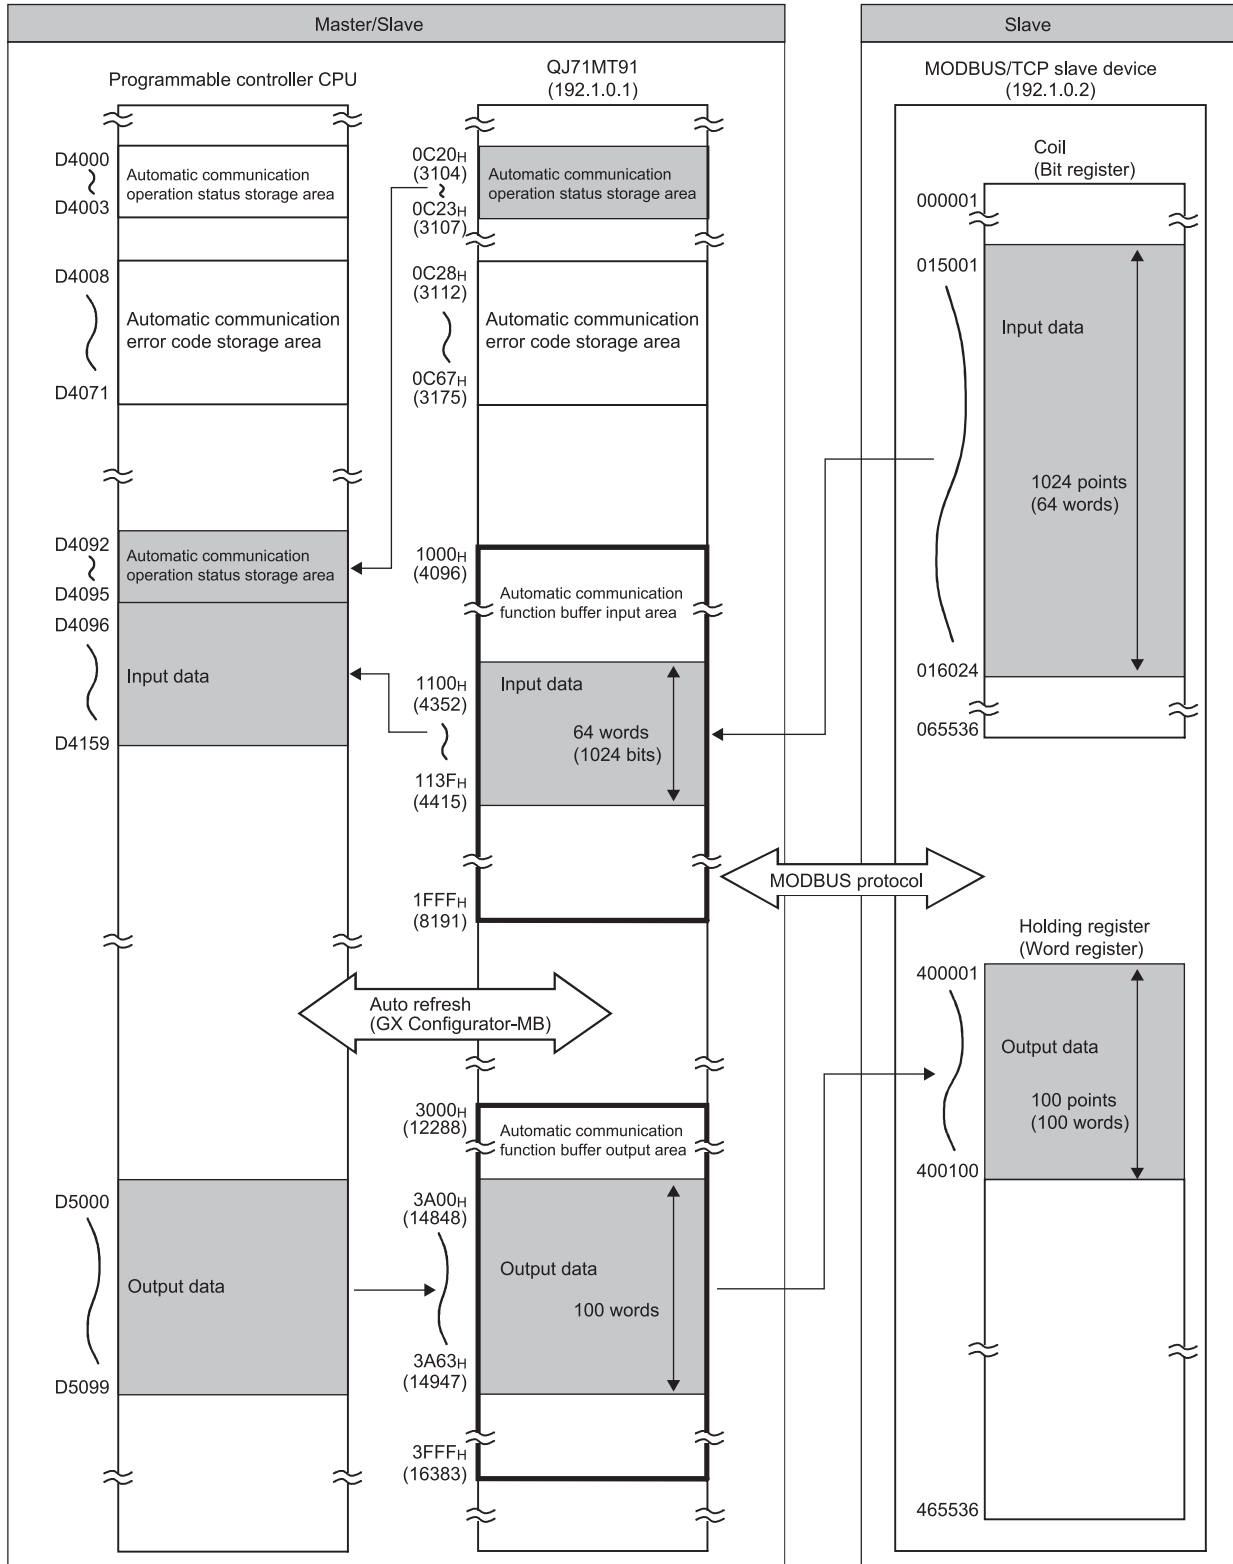 Master/Slave
Slave
Programmable controller CPU
QJ71MT91
(192.1.0.1)
MODBUS/TCP slave device
(192.1.0.2)
D4000
D4003
Automatic communication
operation status storage area
D4008
D4071
Automatic communication
error code storage area
D4092
D4095
Automatic communication
operation status storage area
D4096
D4159
Input data
D5000
D5099
Output data
0C20H
(3104)
0C23H
(3107)
Automatic communication
operation status storage area
0C28H
(3112)
0C67H
(3175)
Automatic communication
error code storage area
1000H
(4096)
Automatic communication
function buffer input area
1100H
(4352)
113FH
(4415)
Input data
64 words
(1024 bits)
1FFFH
(8191)
Auto refresh
(GX Configurator-MB)
MODBUS protocol
3000H
(12288)
Automatic communication
function buffer output area
3A00H
(14848)
3A63H
(14947)
Output data
100 words
3FFFH
(16383)
Coil
(Bit register)
000001
015001
Input data
1024 points
(64 words)
016024
065536
Holding register
(Word register)
400001
Output data
100 points
(100 words)
400100
465536